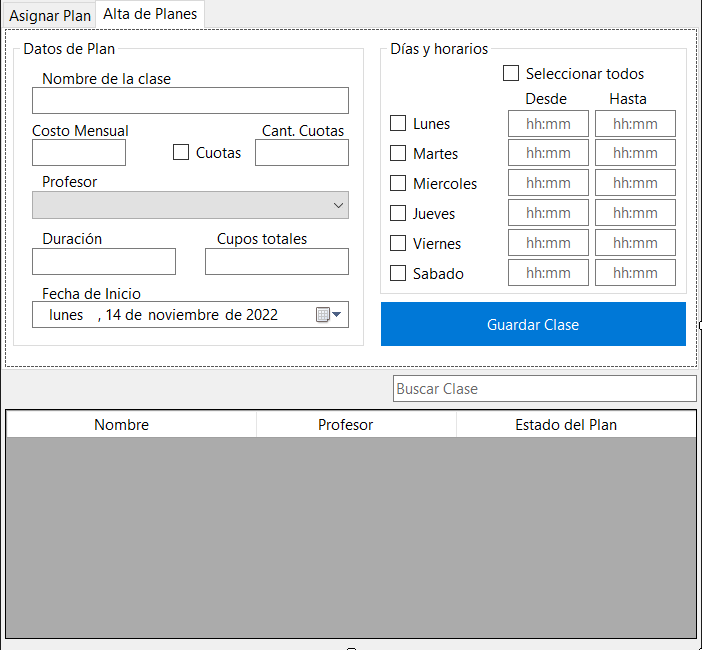 Asignar Plan Alta de Planes
Datos de Plan
Nombre de la clase
Costo Mensual Cuotas Cant. Cuotas
Profesor
Duración Cupos totales
Fecha de Inicio
lunes , 14 de noviembre de 2022
Días y horarios
Seleccionar todos
Desde Hasta
Lunes hh:mm hh:mm
Martes hh:mm hh:mm
Miercoles hh:mm hh:mm
Jueves hh:mm hh:mm
Viernes hh:mm hh:mm
Sabado hh:mm hh:mm
Guardar Clase
Buscar Clase
Nombre Profesor Estado del Plan